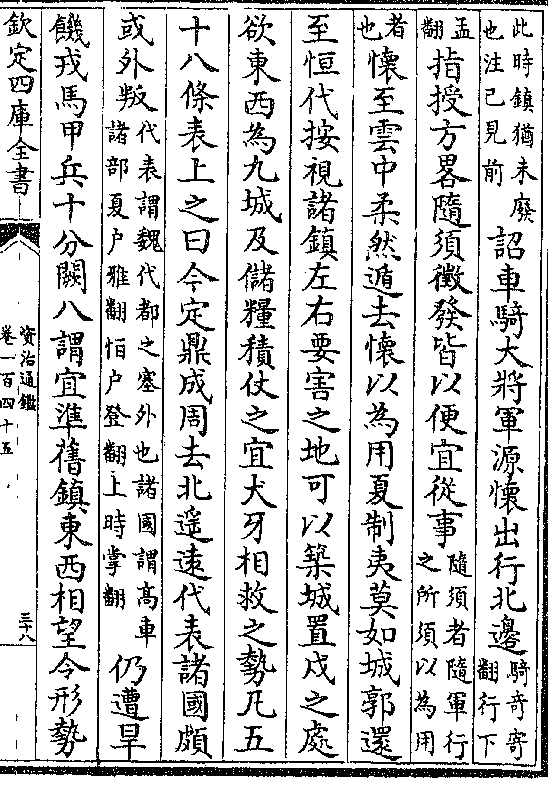 此時鎮猶未廢
也注已見前
詔車騎大將軍源懷出行北邊
騎奇寄
翻行下
孟
翻
指授方畧隨須徵發皆以便宜從事
隨須者隨軍行
之所須以為用
者
也
懷至雲中柔然遁去懷以為用夏制夷莫如城郭還
至恒代按視諸鎮左右要害之地可以築城置戍之處
欲東西為九城及儲糧積仗之宜犬牙相救之勢凡五
十八條表上之曰今定鼎成周去北遥逺代表諸國頗
或外叛
代表謂魏代都之塞外也諸國謂髙車
諸部夏户雅翻怕户登翻上時掌翻
仍遭旱
饑戎馬甲兵十分闕八謂宜準舊鎮東西相望令形勢
欽定四庫全書
資治通鑑
卷一百四十五
三十八